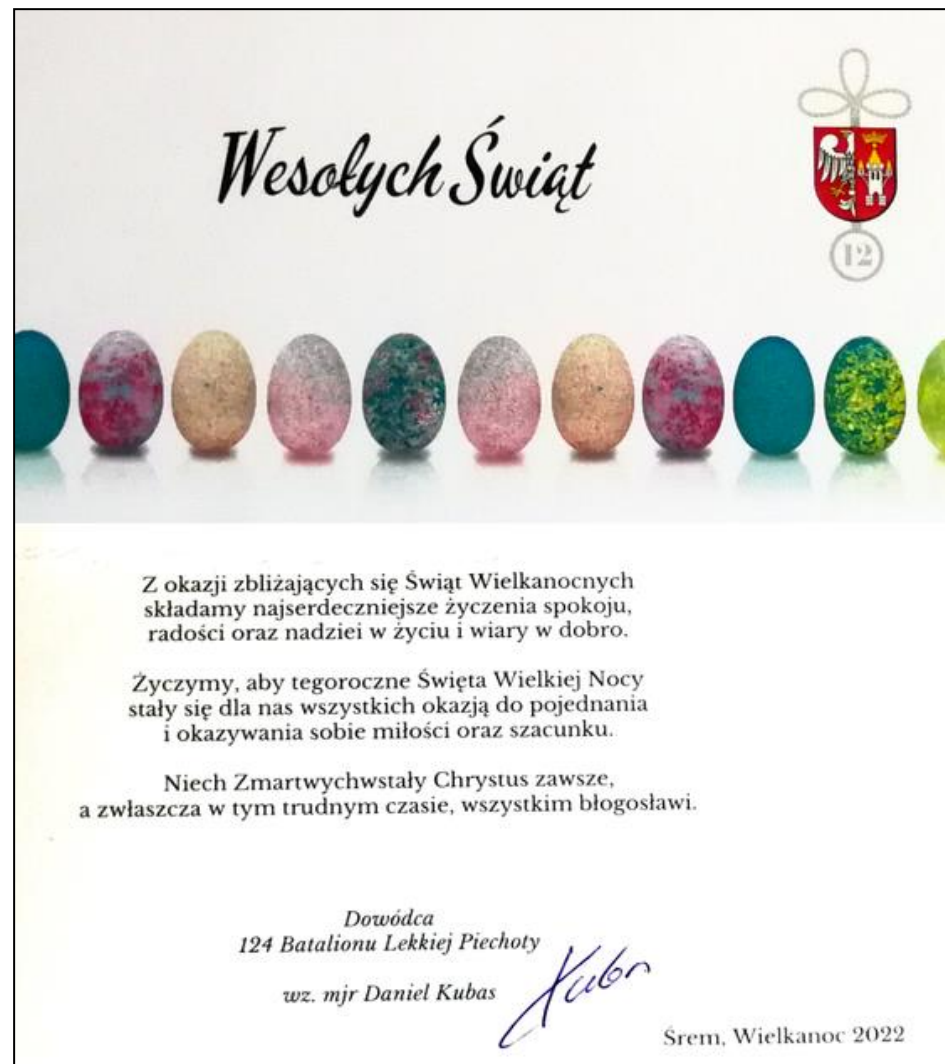 Wesołych Świąt
12
Z okazji zbliżających się Świąt Wielkanocnych
składamy najserdeczniejsze życzenia spokoju,
radości oraz nadziei w życiu i wiary w dobro.
Życzymy, aby tegoroczne Święta Wielkiej Nocy
stały się dla nas wszystkich okazją do pojednania
i okazywania sobie miłości oraz szacunku.
Niech Zmartwychwstały Chrystus zawsze,
a zwłaszcza w tym trudnym czasie, wszystkim błogosławi.
Dowódca
124 Batalionu Lekkiej Piechoty
wz. mjr Daniel Kubas
Śrem, Wielkanoc 2022